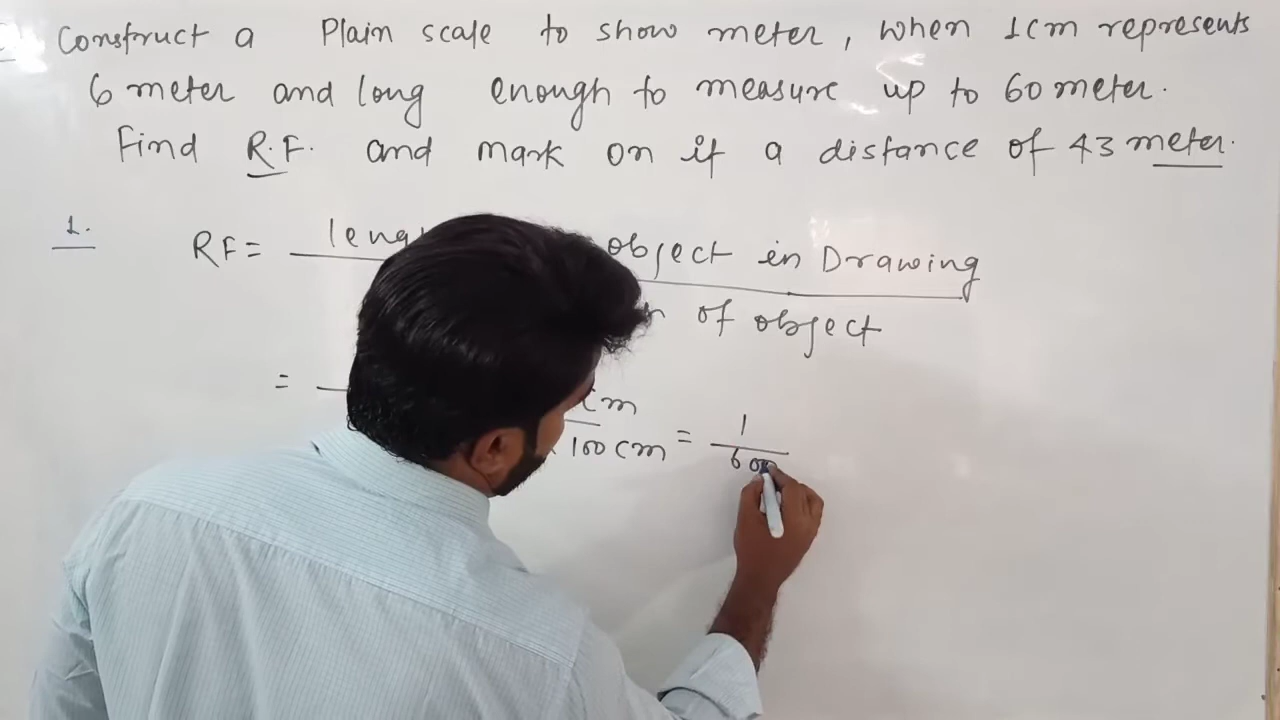 Construct a Plain scale to show meter, when 1cm represents
6 meter and long enough to measure up to 60 meter.
Find R.F. and mark on it a distance of 43 meter.
1.
RF = object in Drawing
of object
= cm
100 cm = 1
600